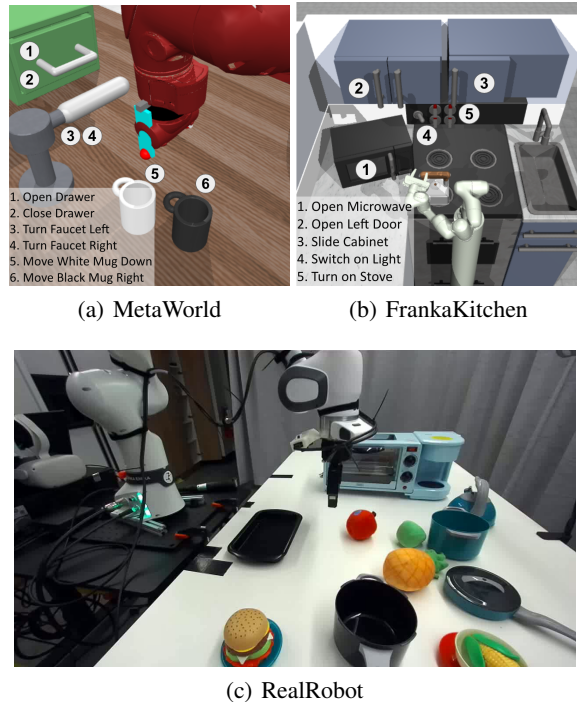 1
2
3 4
5
6
1. Open Drawer
2. Close Drawer
3. Turn Faucet Left
4. Turn Faucet Right
5. Move White Mug Down
6. Move Black Mug Right
(a) MetaWorld
2
3
4
5
1
1. Open Microwave
2. Open Left Door
3. Slide Cabinet
4. Switch on Light
5. Turn on Stove
(b) FrankaKitchen
(c) RealRobot